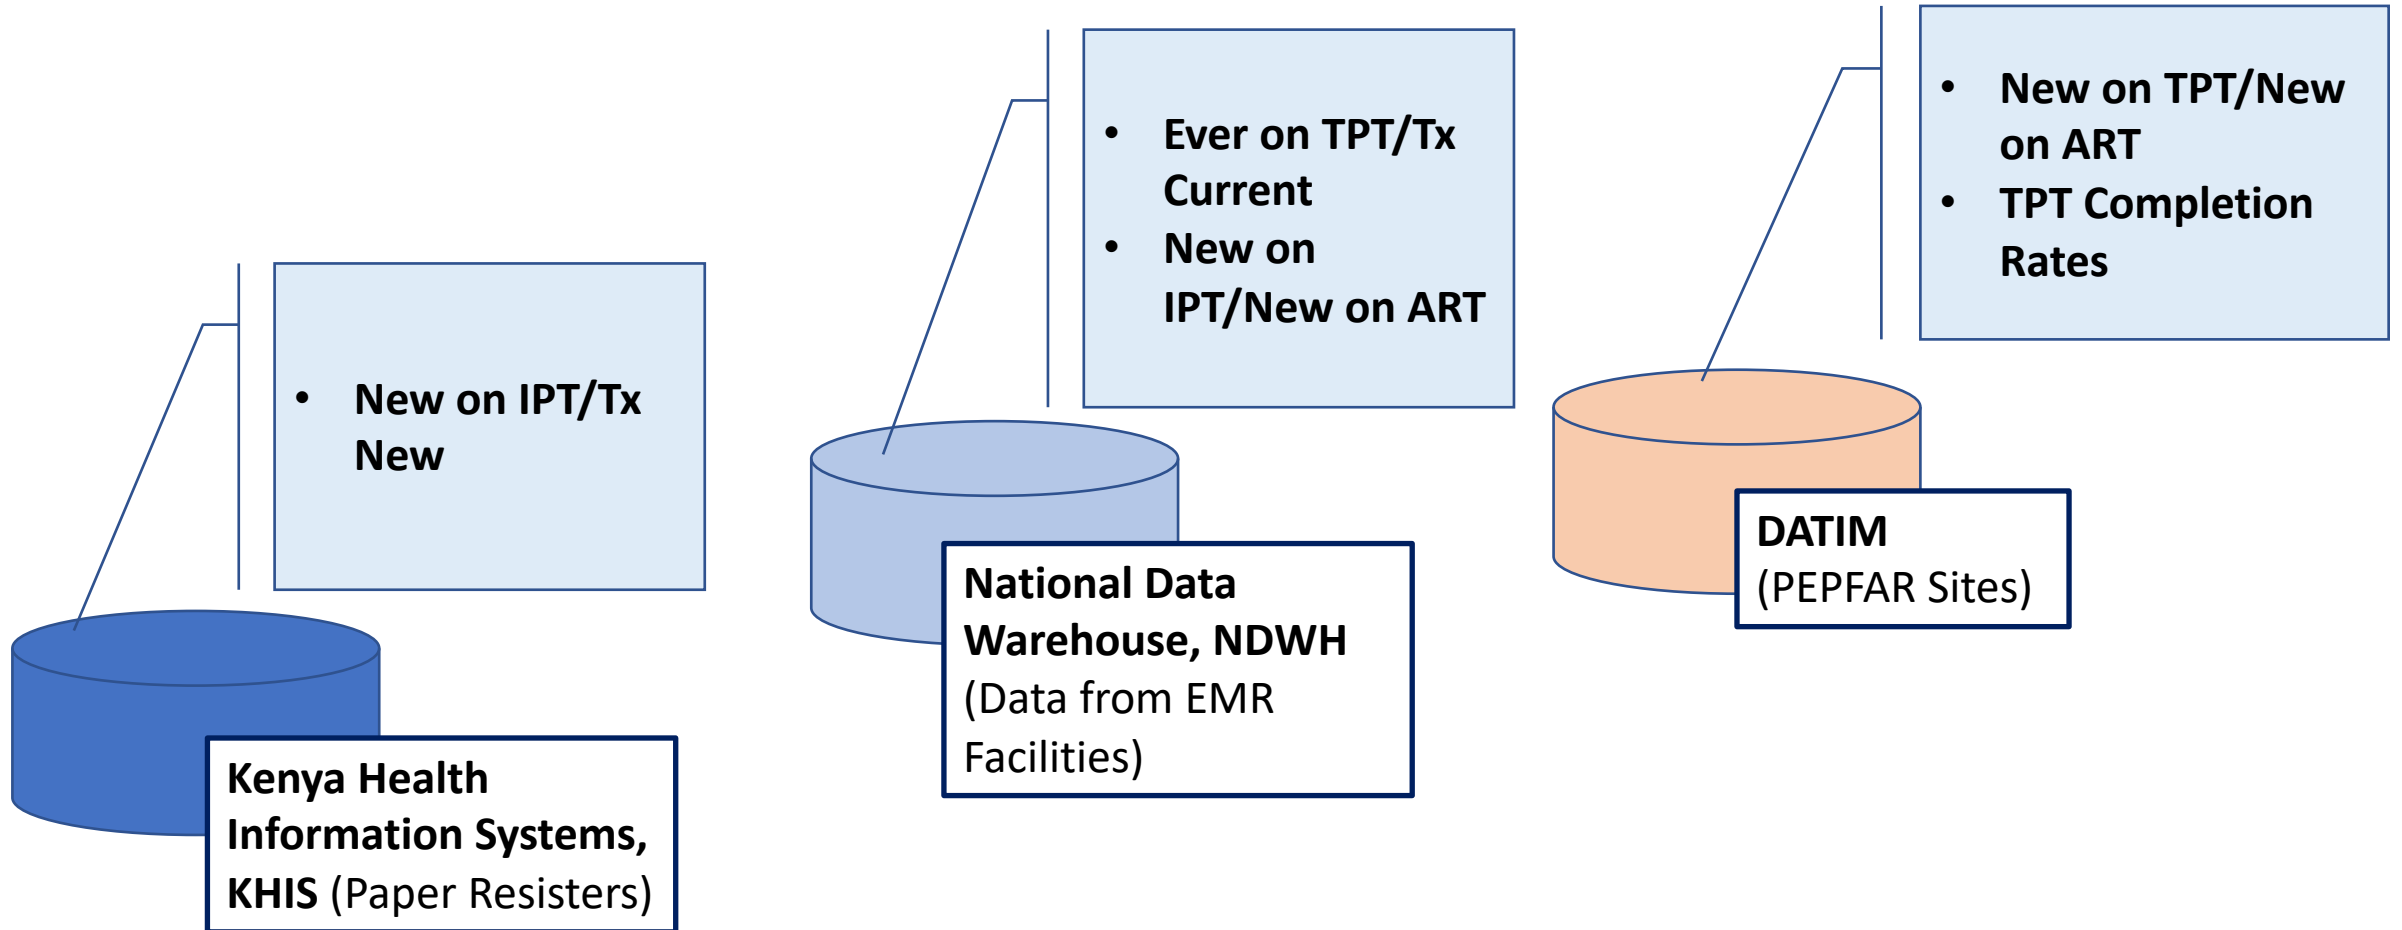 • New on IPT/Tx
New
Kenya Health
Information Systems,
KHIS (Paper Resisters)
• Ever on TPT/Tx
Current
• New on
IPT/New on ART
National Data
Warehouse, NDWH
(Data from EMR
Facilities)
• New on TPT/New
on ART
• TPT Completion
Rates
DATIM
(PEPFAR Sites)